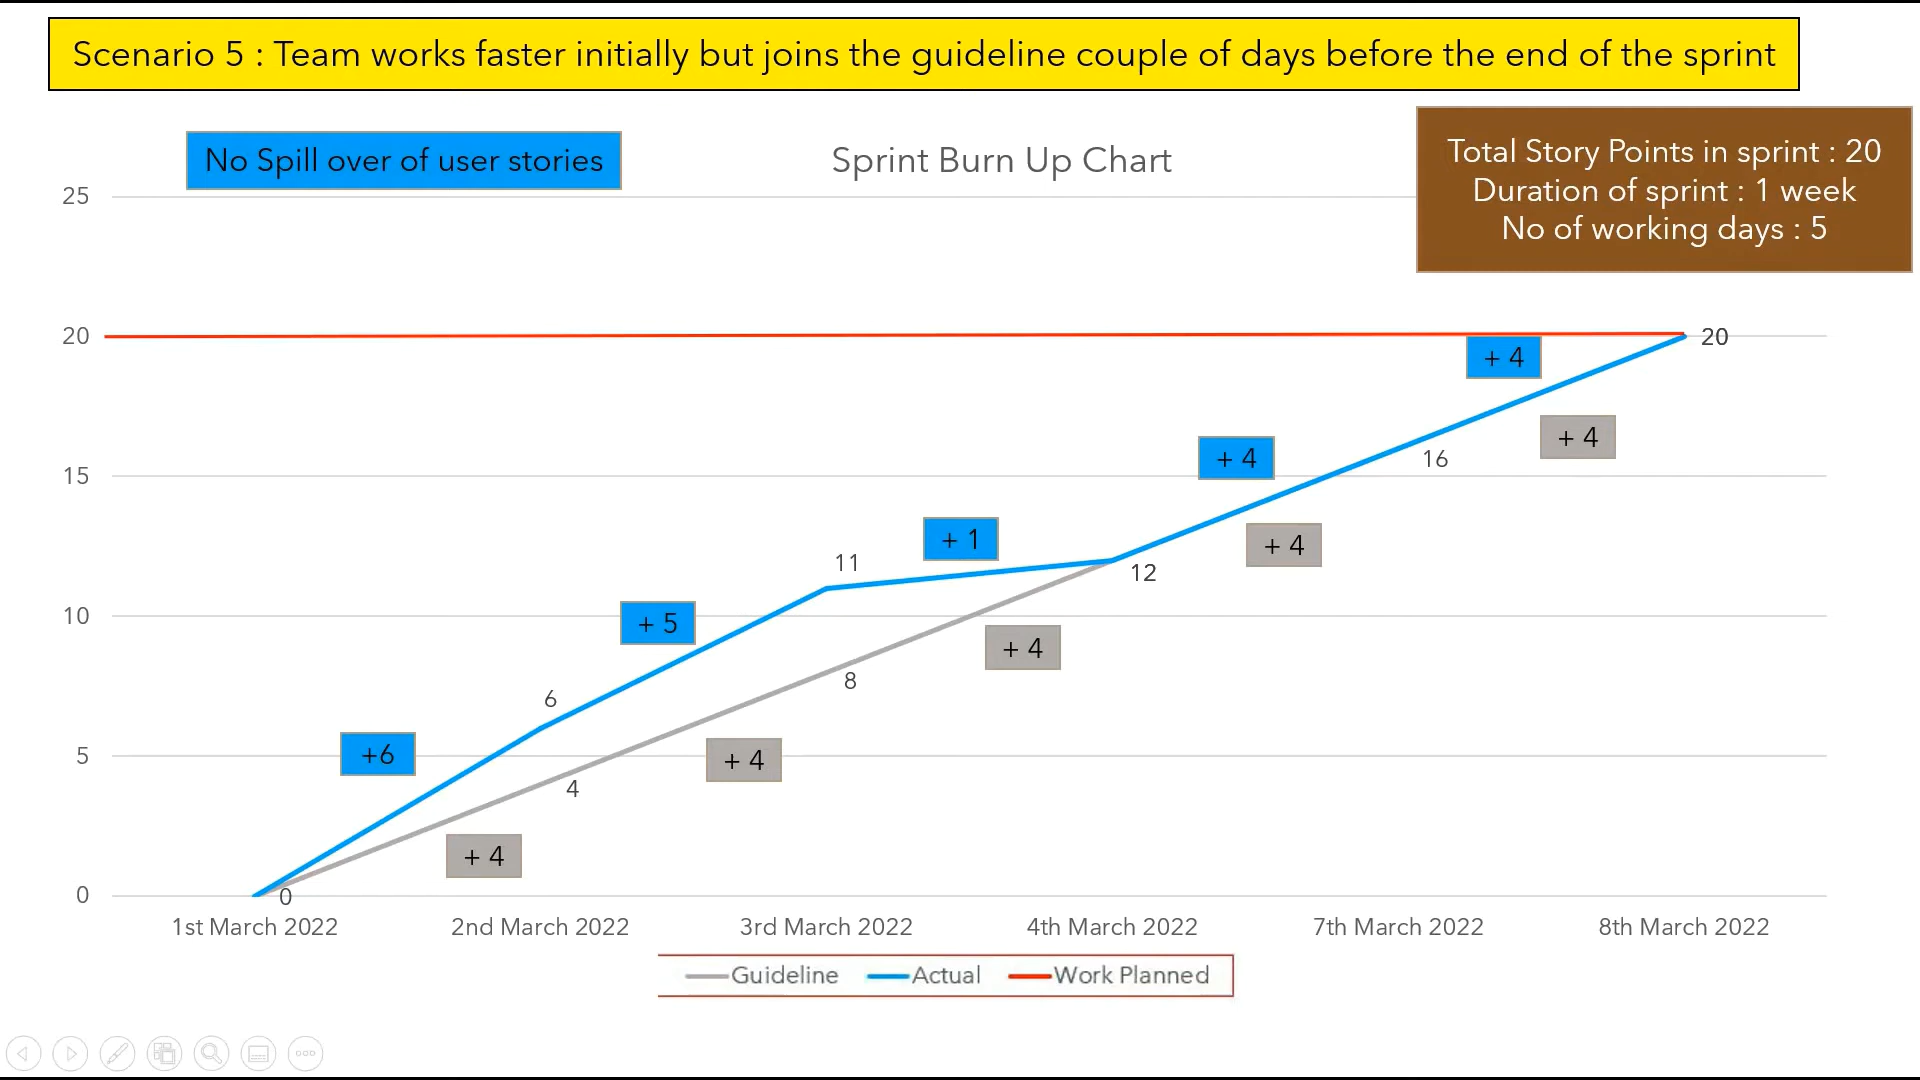 Scenario 5 : Team works faster initially but joins the guideline couple of days before the end of the sprint
No Spill over of user stories
Sprint Burn Up Chart
Total Story Points in sprint : 20
Duration of sprint : 1 week
No of working days : 5
25
20
20
+ 4
+ 4
+ 4
15
16
+ 1
11
+ 4
12
10
+ 5
+ 4
8
6
5
+6
+ 4
4
+ 4
0
0
1st March 2022
2nd March 2022
3rd March 2022
4th March 2022
7th March 2022
8th March 2022
Guideline
Actual
Work Planned